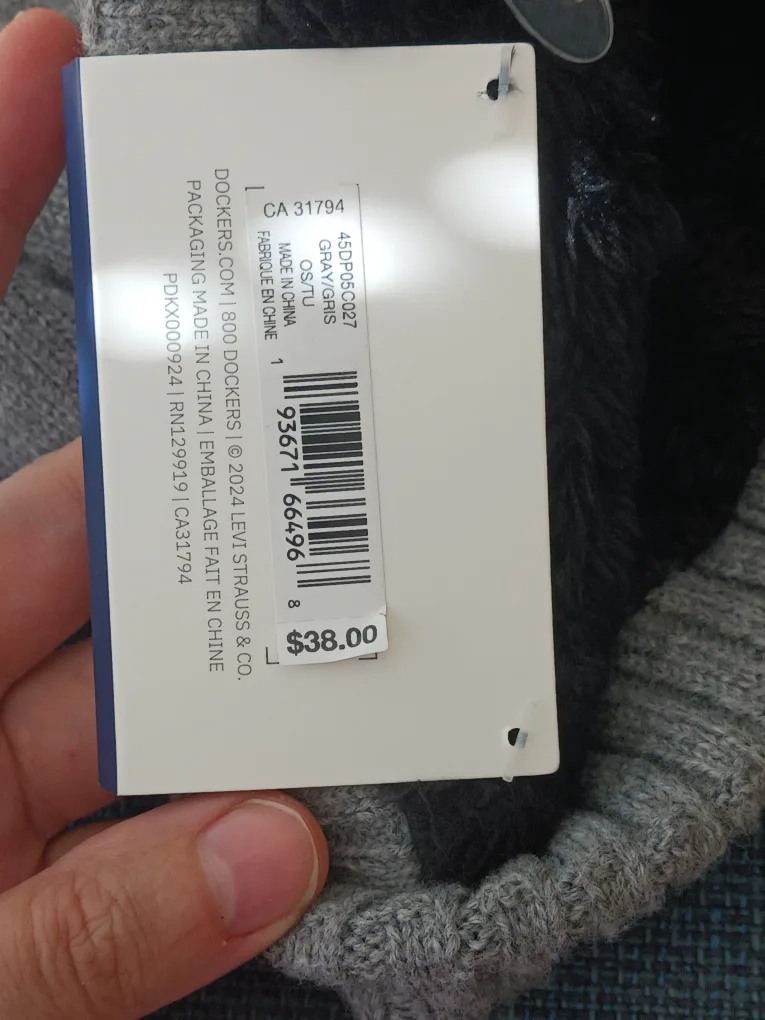 CA 31794
45DP05C027
GRAY/GRIS
OS/TU
MADE IN CHINA
FABRIQUE EN CHINE
1 93671 66496 8
$38.00
DOCKERS.COM | 800 DOCKERS | © 2024 LEVI STRAUSS & CO.
PACKAGING MADE IN CHINA | EMBALLAGE FAIT EN CHINE
PDKX000924 | RN129919 | CA31794